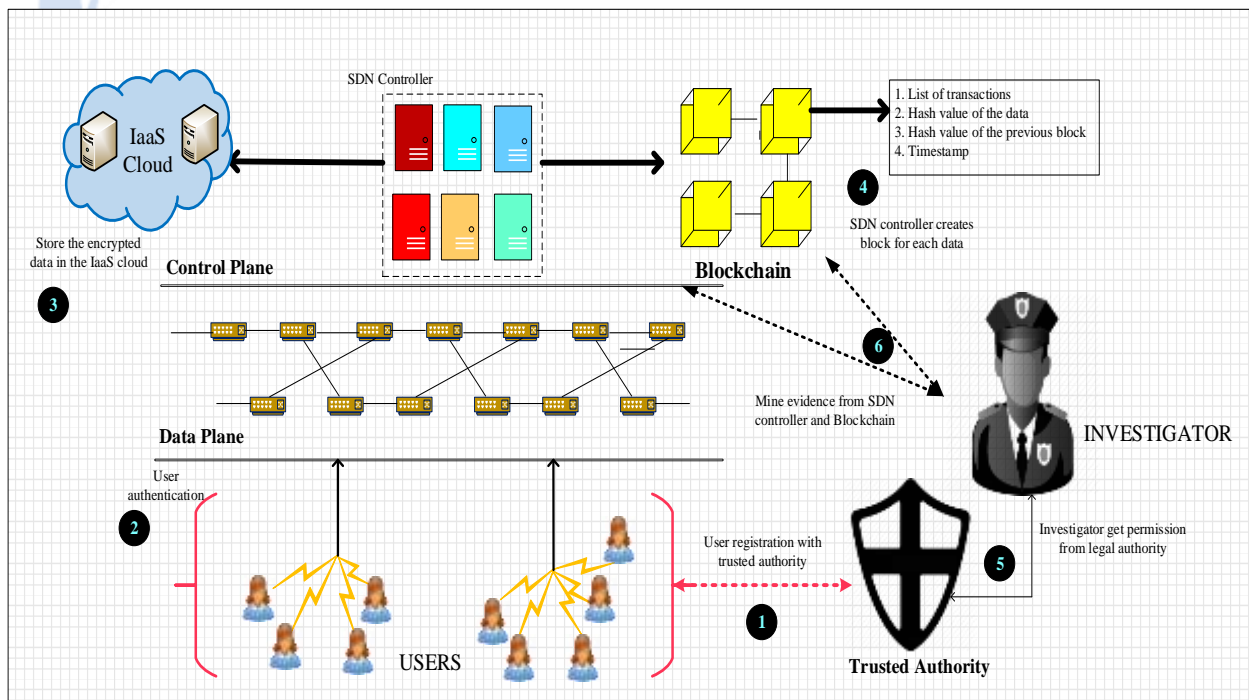 SDN Controller
IaaS
Cloud
1. List of transactions
2. Hash value of the data
3. Hash value of the previous block
4. Timestamp
4
SDN controller creates
block for each data
Store the encrypted
data in the IaaS cloud
3
Control Plane
Blockchain
6
Mine evidence from SDN
controller and Blockchain
INVESTIGATOR
Data Plane
User
authentication
2
User registration with
trusted authority
1
Investigator get permission
from legal authority
5
USERS
Trusted Authority